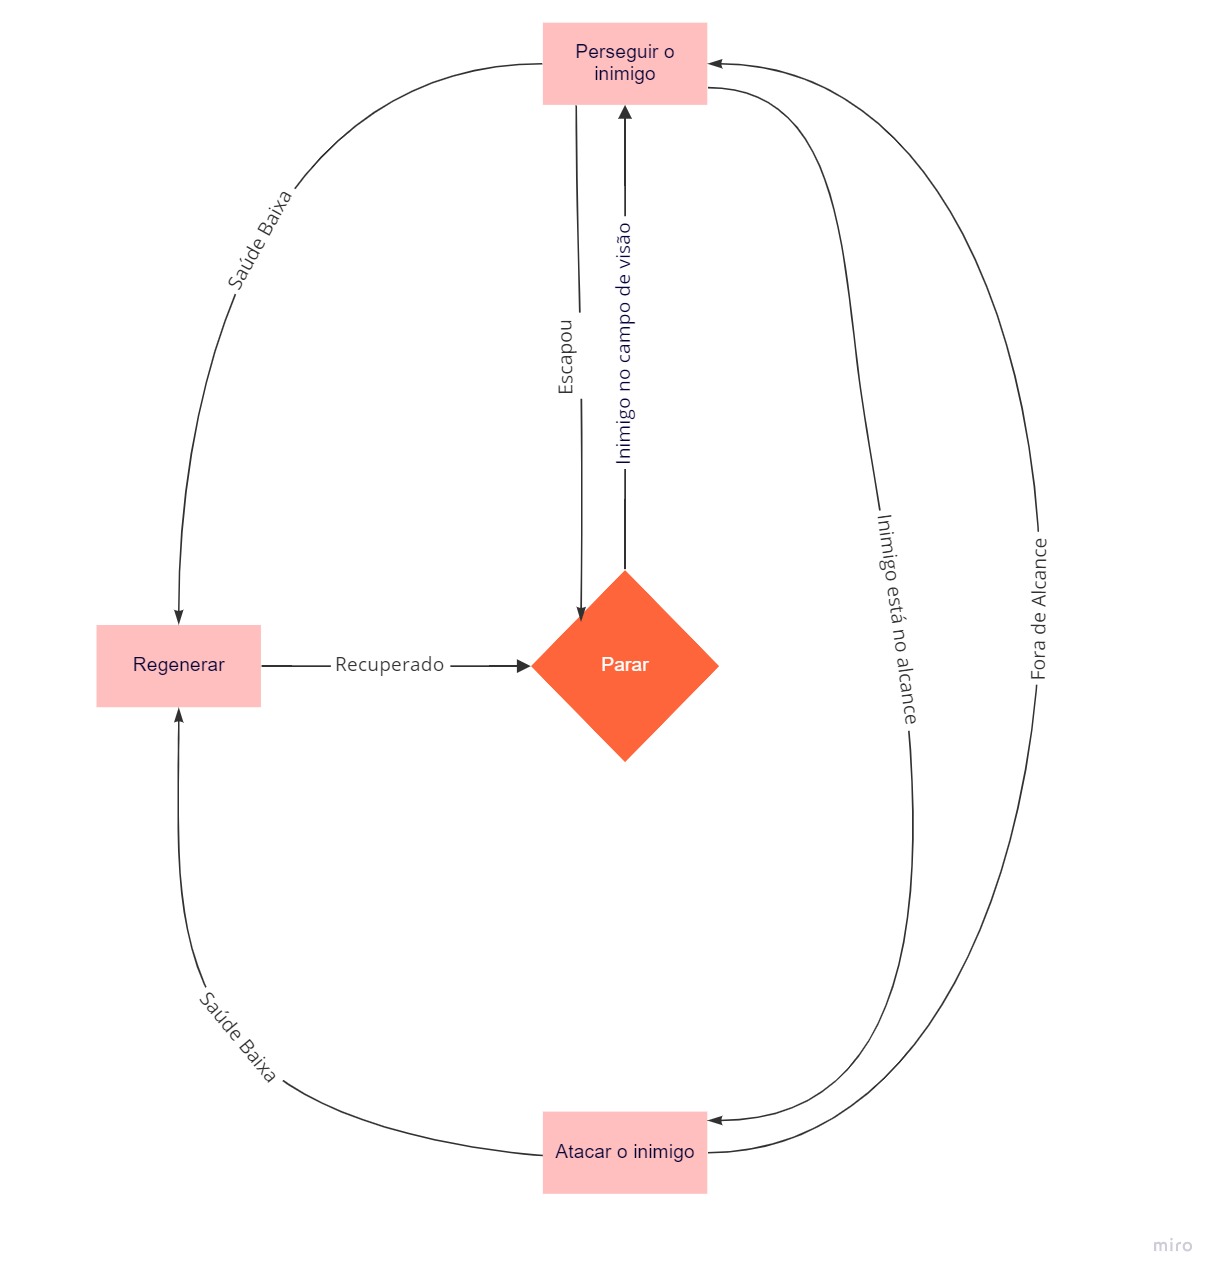 Perseguir o
inimigo
Saúde Baixa
Inimigo no campo de visão
Escapou
Inimigo está no alcance
Fora de Alcance
Regenerar
Recuperado
Parar
Saúde Baixa
Atacar o inimigo
miro